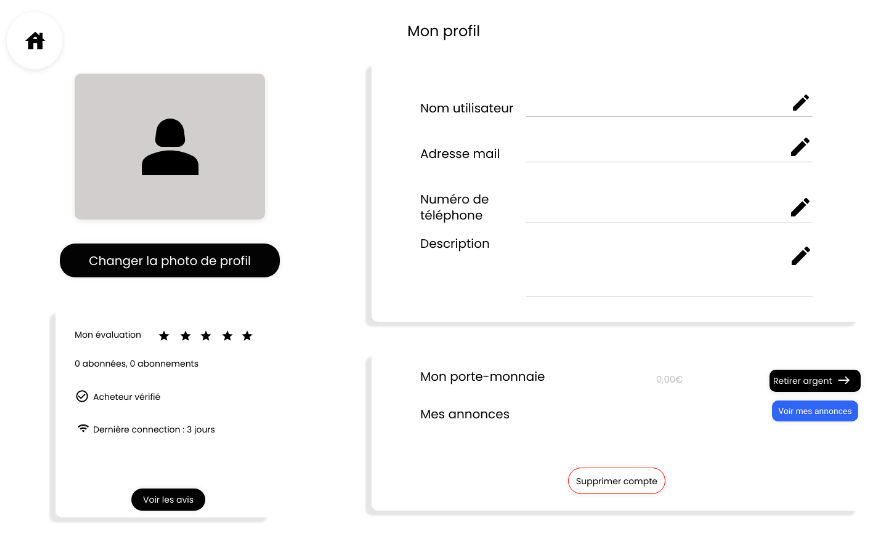 Mon profil
Nom utilisateur
Adresse mail
Numéro de
téléphone
Description
Changer la photo de profil
Mon évaluation
0 abonnées, 0 abonnements
Acheteur vérifié
Dernière connection : 3 jours
Voir les avis
Mon porte-monnaie 0,00€ Retirer argent
Mes annonces Voir mes annonces
Supprimer compte